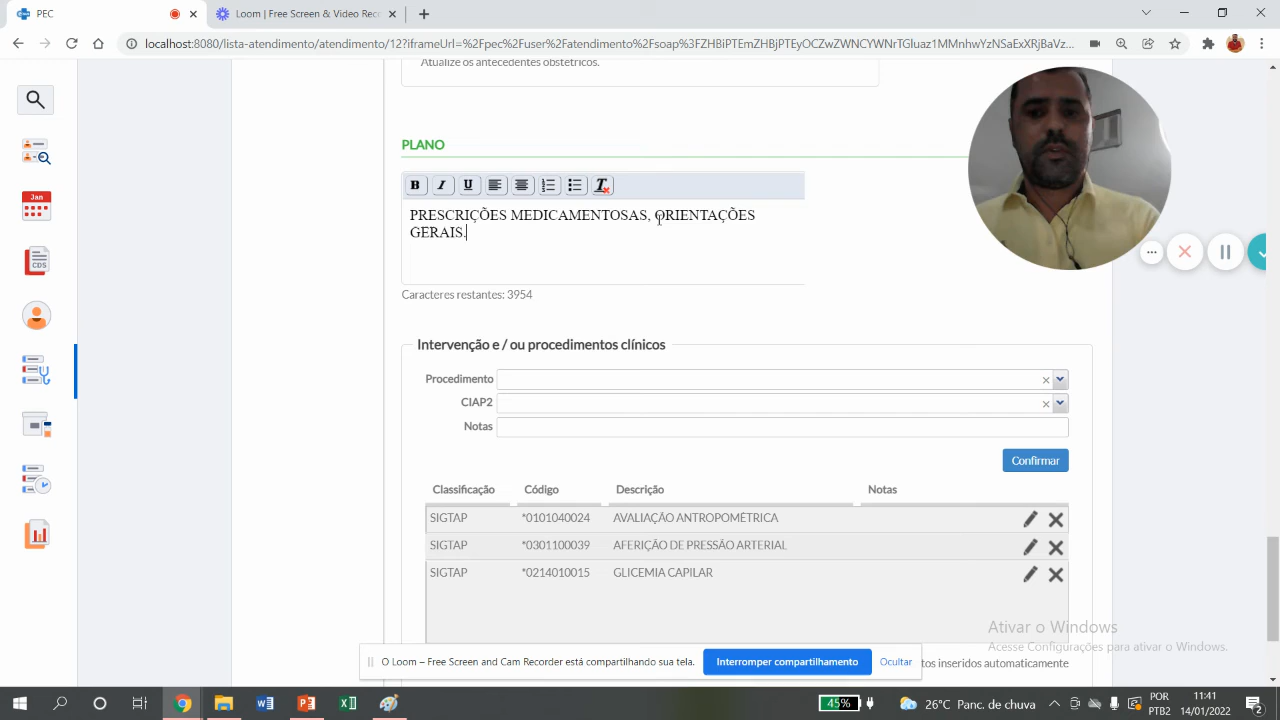 PEC
Loom | Free Screen & Video Rec
localhost:8080/lista-atendimento/atendimento/12?iframeUrl=%2Fpec%2Fuser%2Fatendimento%2Fsoap%3FZHBiPTEmZHBjPTEyOCZwZWNCYWNrTGluaz1MMnhwYzNSaExXRjBaVz...
Atualize os antecedentes obstétricos.
PLANO
B I U
PRESCRIÇÕES MEDICAMENTOSAS, ORIENTAÇÕES
GERAIS.
Caracteres restantes: 3954
Intervenção e / ou procedimentos clínicos
Procedimento
CIAP2
Notas
Confirmar
Classificação Código Descrição Notas
SIGTAP *0101040024 AVALIAÇÃO ANTROPOMÉTRICA
SIGTAP *0301100039 AFERIÇÃO DE PRESSÃO ARTERIAL
SIGTAP *0214010015 GLICEMIA CAPILAR
Jan
CDS
Ativar o Windows
Acesse Configurações para ativar o Windows.
O Loom – Free Screen and Cam Recorder está compartilhando sua tela. Interromper compartilhamento Ocultar
tos inseridos automaticamente
45% 26°C Panc. de chuva
POR
PTB2
11:41
14/01/2022
2